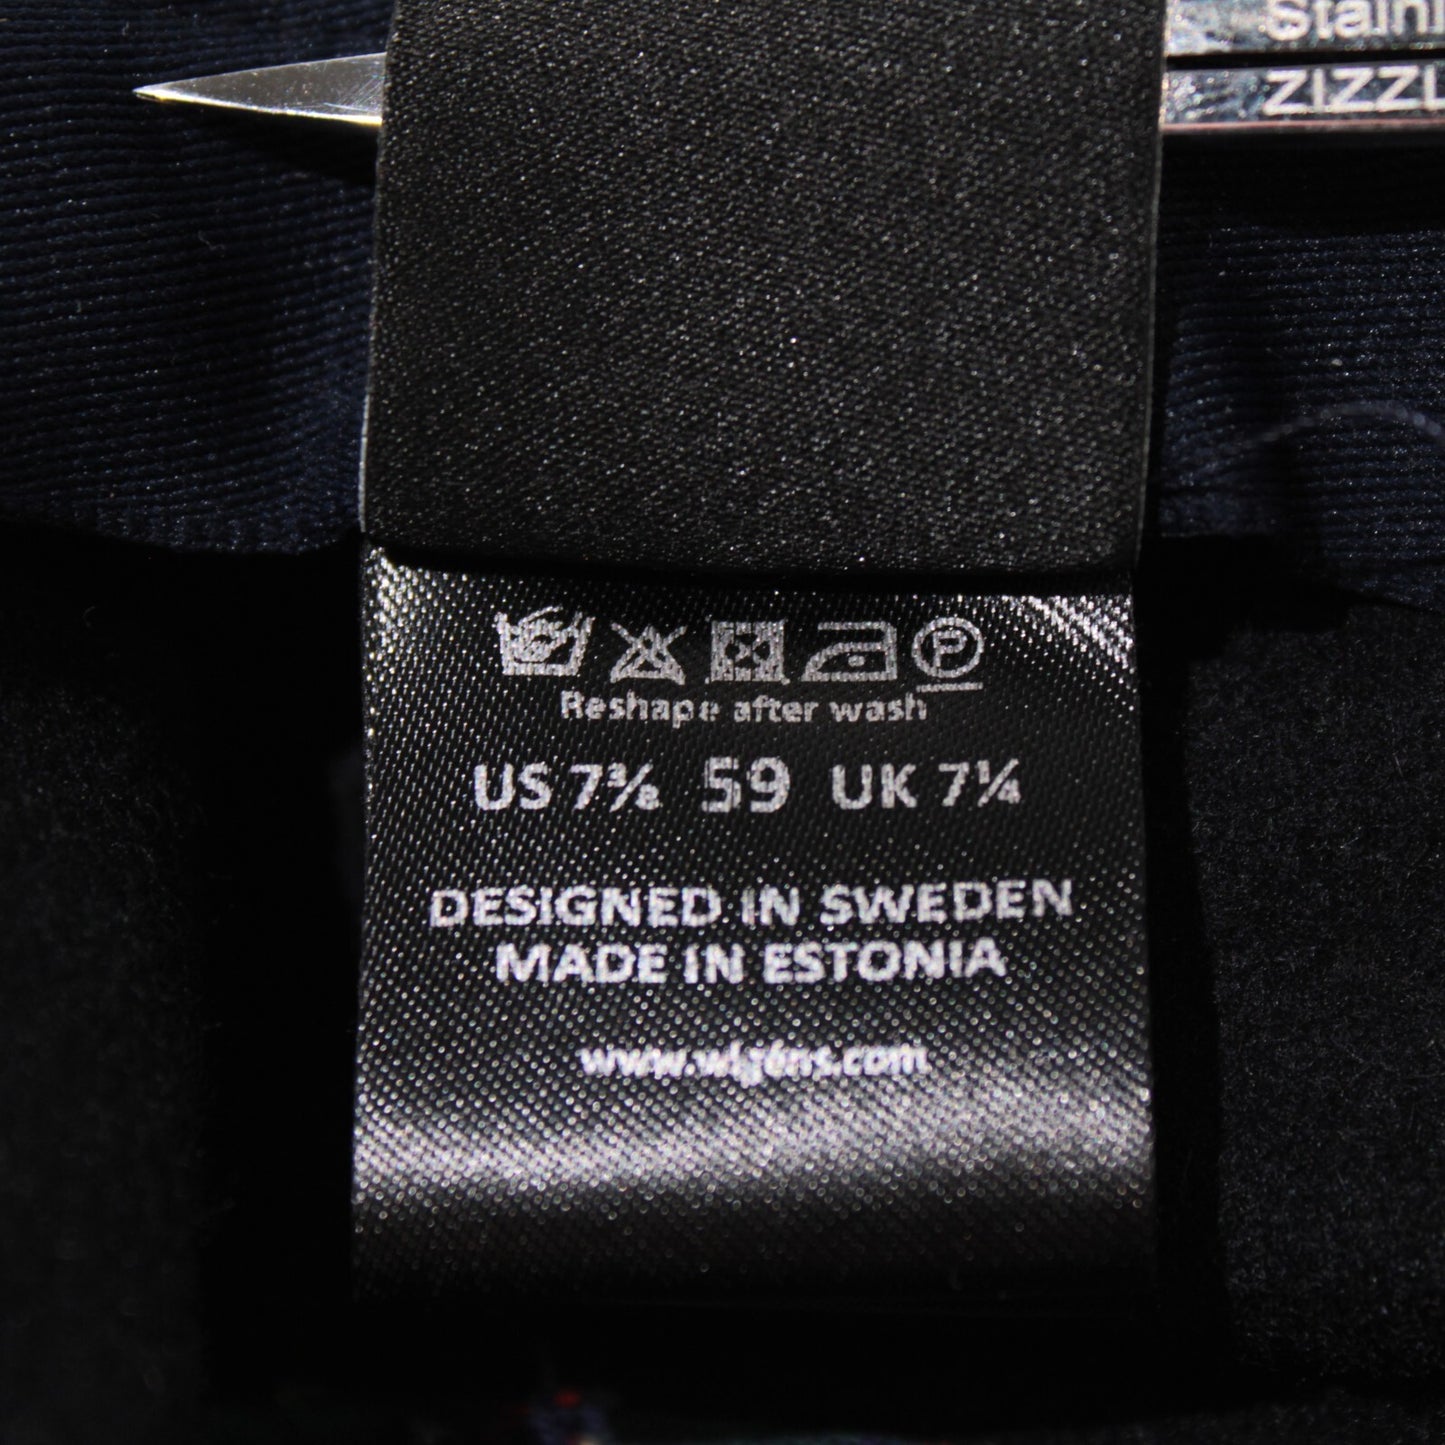 Stainl
ZIZZL
P
Reshape after wash
US 7⅜ 59 UK 7¼
DESIGNED IN SWEDEN
MADE IN ESTONIA
www.wigens.com